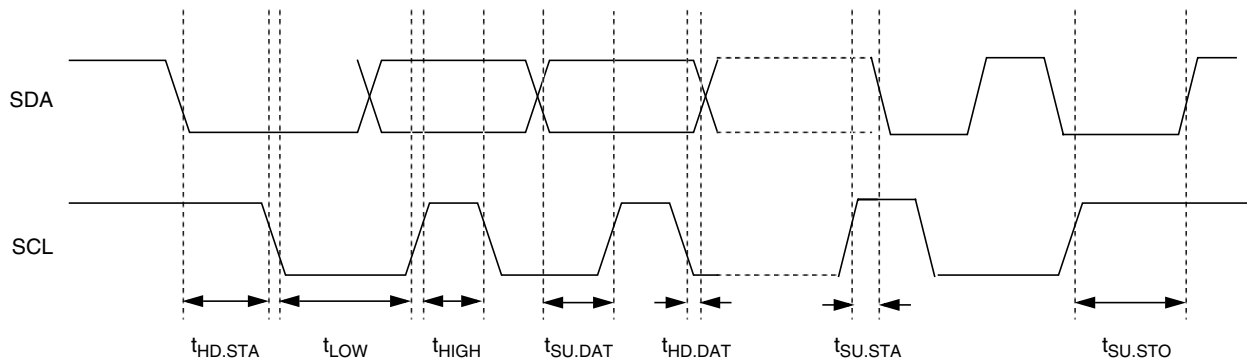 SDA
SCL
tHD.STA tLOW tHIGH tSU.DAT tHD.DAT tSU.STA tSU.STO